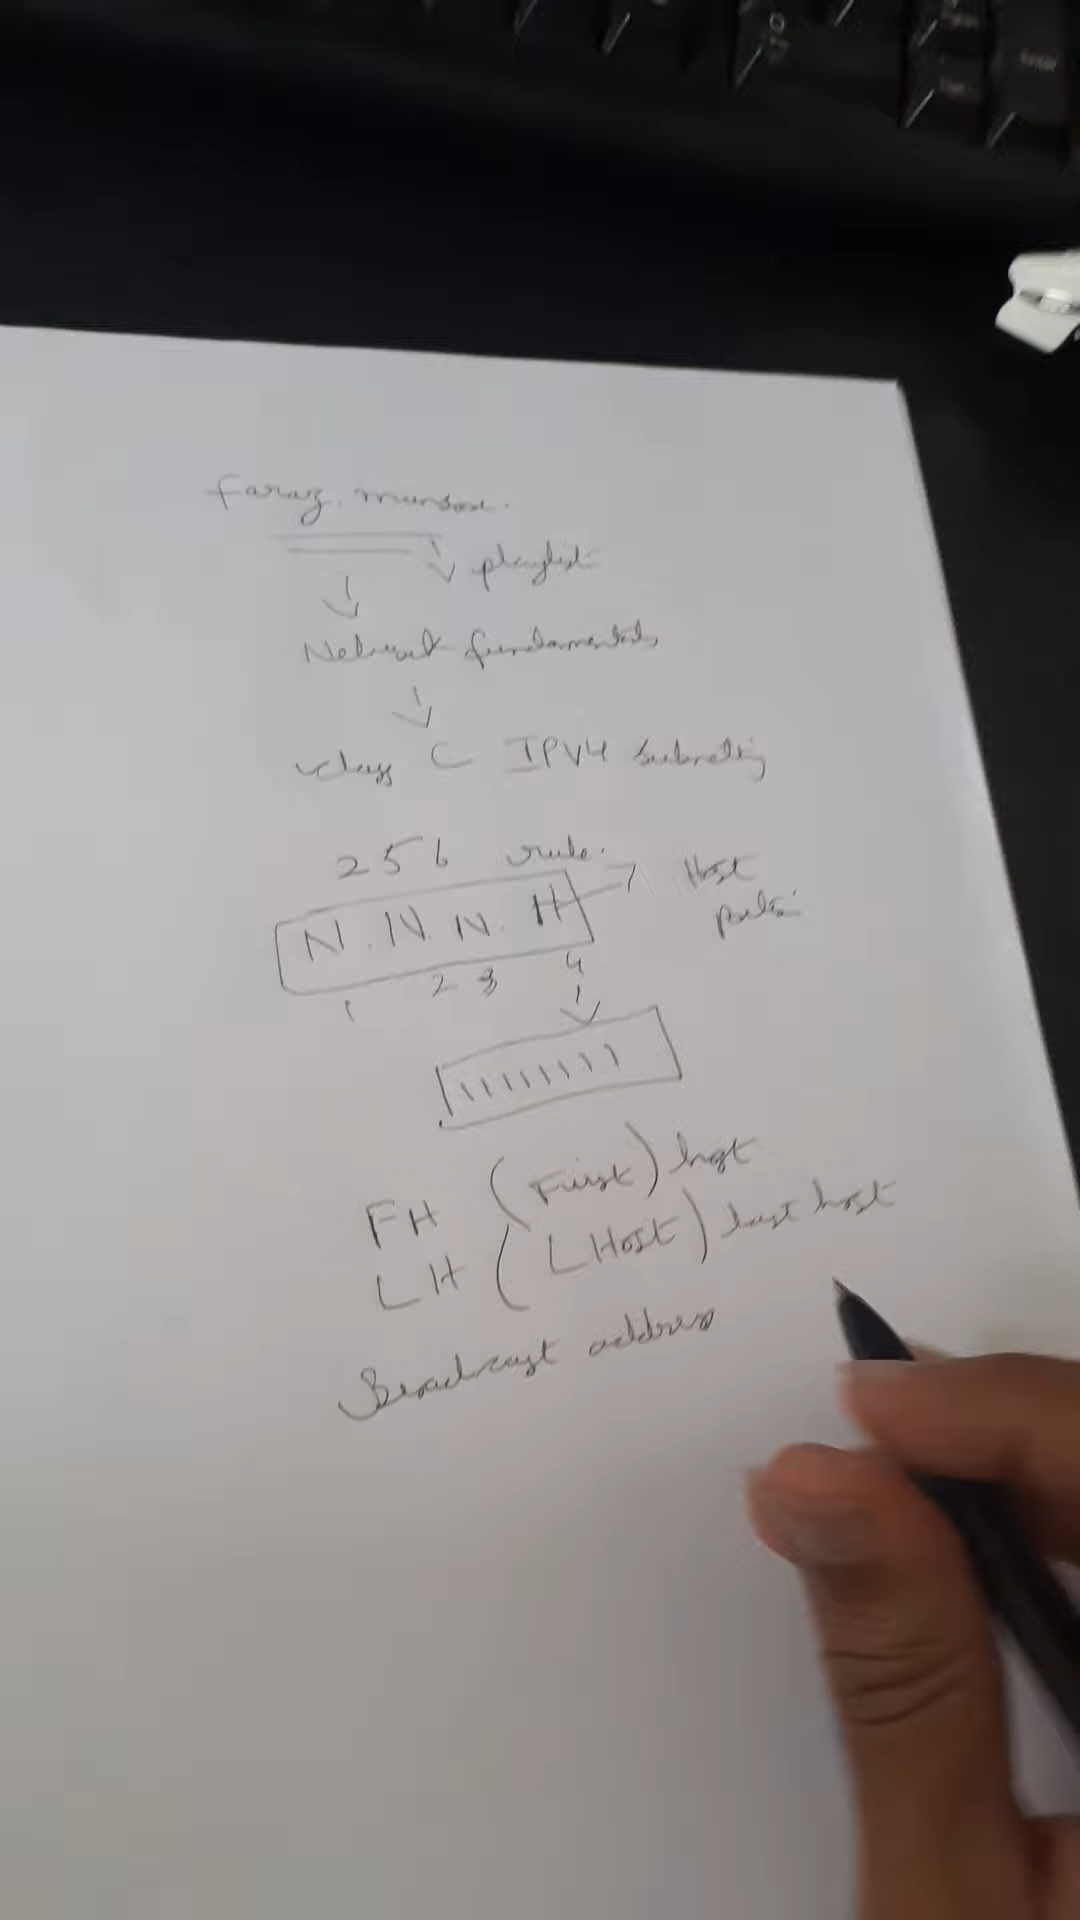 faraz. mansoor.
playlist
Network fundamentals
class C IPV4 Subnetting
256 rule.
N. N. N. H
Host
1 2 3 4
11111111
FH (First) host
LH (LHost) last host
Broadcast address